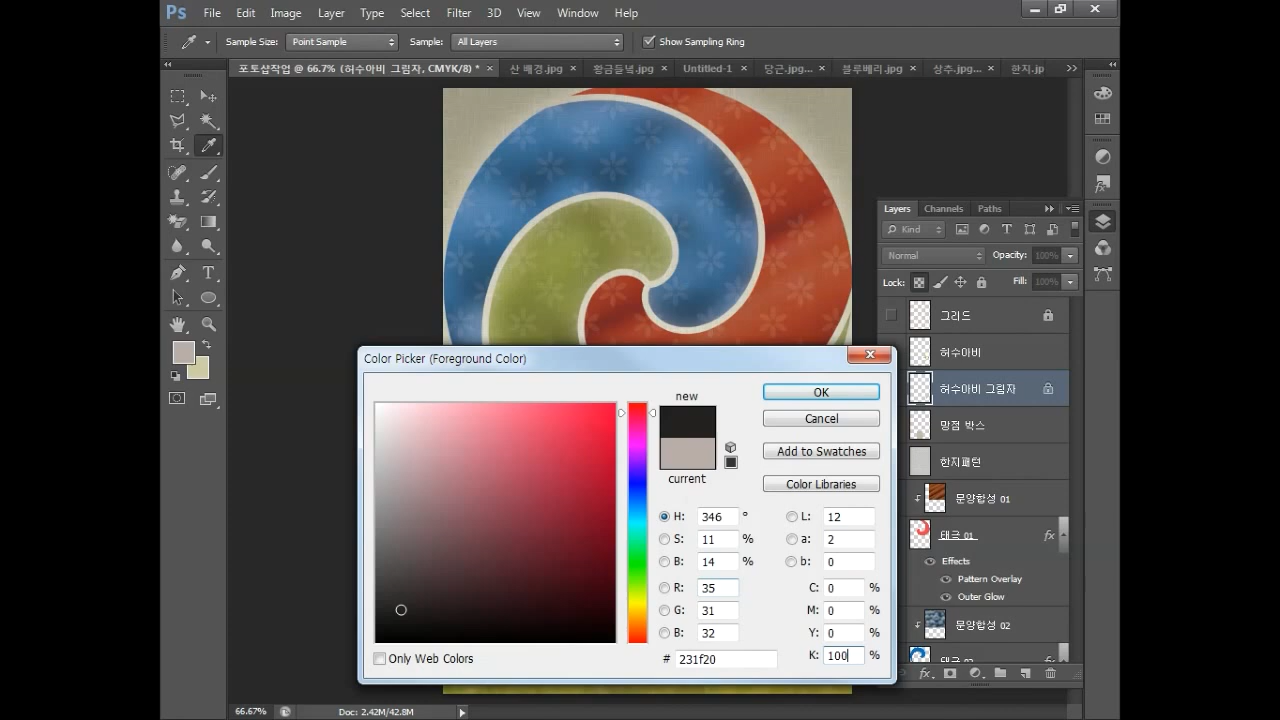 Ps File Edit Image Layer Type Select Filter 3D View Window Help
Sample Size: Point Sample Sample: All Layers Show Sampling Ring
포토샵작업 @ 66.7% (허수아비 그림자, CMYK/8) * × 산 배경.jpg × 황금들녘.jpg × Untitled-1 × 당근.jpg... × 블루베리.jpg × 상추.jpg... × 한지.jp
Layers Channels Paths
Kind
Normal Opacity: 100%
Lock: Fill: 100%
그리드
허수아비
허수아비 그림자
망점 박스
한지패턴
문양합성 01
태극 01 fx
Effects
Pattern Overlay
Outer Glow
문양합성 02
Color Picker (Foreground Color)
new
current
OK
Cancel
Add to Swatches
Color Libraries
H: 346 ° L: 12
S: 11 % a: 2
B: 14 % b: 0
R: 35 C: 0 %
G: 31 M: 0 %
B: 32 Y: 0 %
# 231f20 K: 100 %
Only Web Colors
66.67% Doc: 2.42M/42.8M